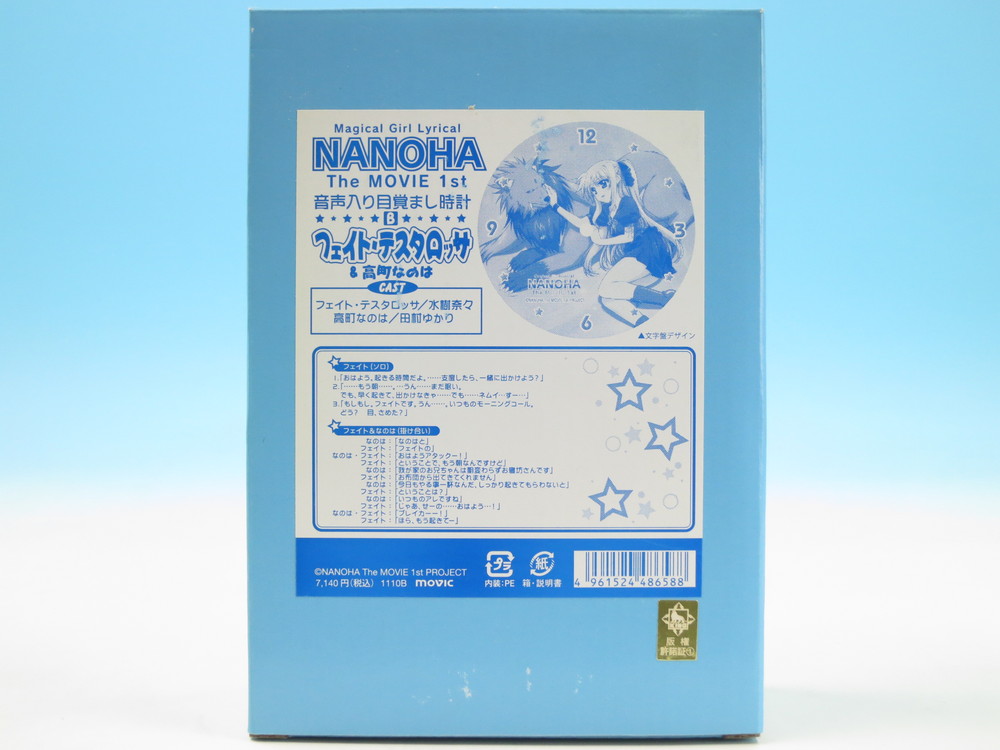 Magical Girl Lyrical
NANOHA
The MOVIE 1st
音声入り目覚まし時計
B
フェイト・テスタロッサ
&高町なのは
CAST
フェイト・テスタロッサ/水樹奈々
高町なのは/田村ゆかり
12
3
6
9
NANOHA
▲文字盤デザイン
フェイト(ソロ)
1.「おはよう。起きる時間だよ。……支度したら、一緒に出かけよう?」
2.「……もう朝……。…うん……まだ眠い。
でも、早く起きて、出かけなきゃ……でも……ネムイ…すー…」
3.「もしもし。フェイトです。うん……。いつものモーニングコール。
どう? 目、さめた?」
フェイト&なのは(掛け合い)
なのは:「なのはと」
フェイト:「フェイトの」
なのは・フェイト:「おはようアタックー!」
フェイト:「ということで、もう朝なんですけど」
なのは:「我が家のお兄ちゃんは相変わらずお寝坊さんです」
フェイト:「お布団から出てきてくれません」
なのは:「今日もやる事一杯なんだ、しっかり起きてもらわないと」
フェイト:「ということは?」
なのは:「いつものアレですね」
フェイト:「じゃあ、せーの……おはよう…!」
なのは・フェイト:「ブレイカーー!」
フェイト:「ほら、もう起きてー」
©NANOHA The MOVIE 1st PROJECT
7,140円(税込) 1110B movic
プラ
内装:PE
紙
箱・説明書
4 961524 486588
版権
許諾証①